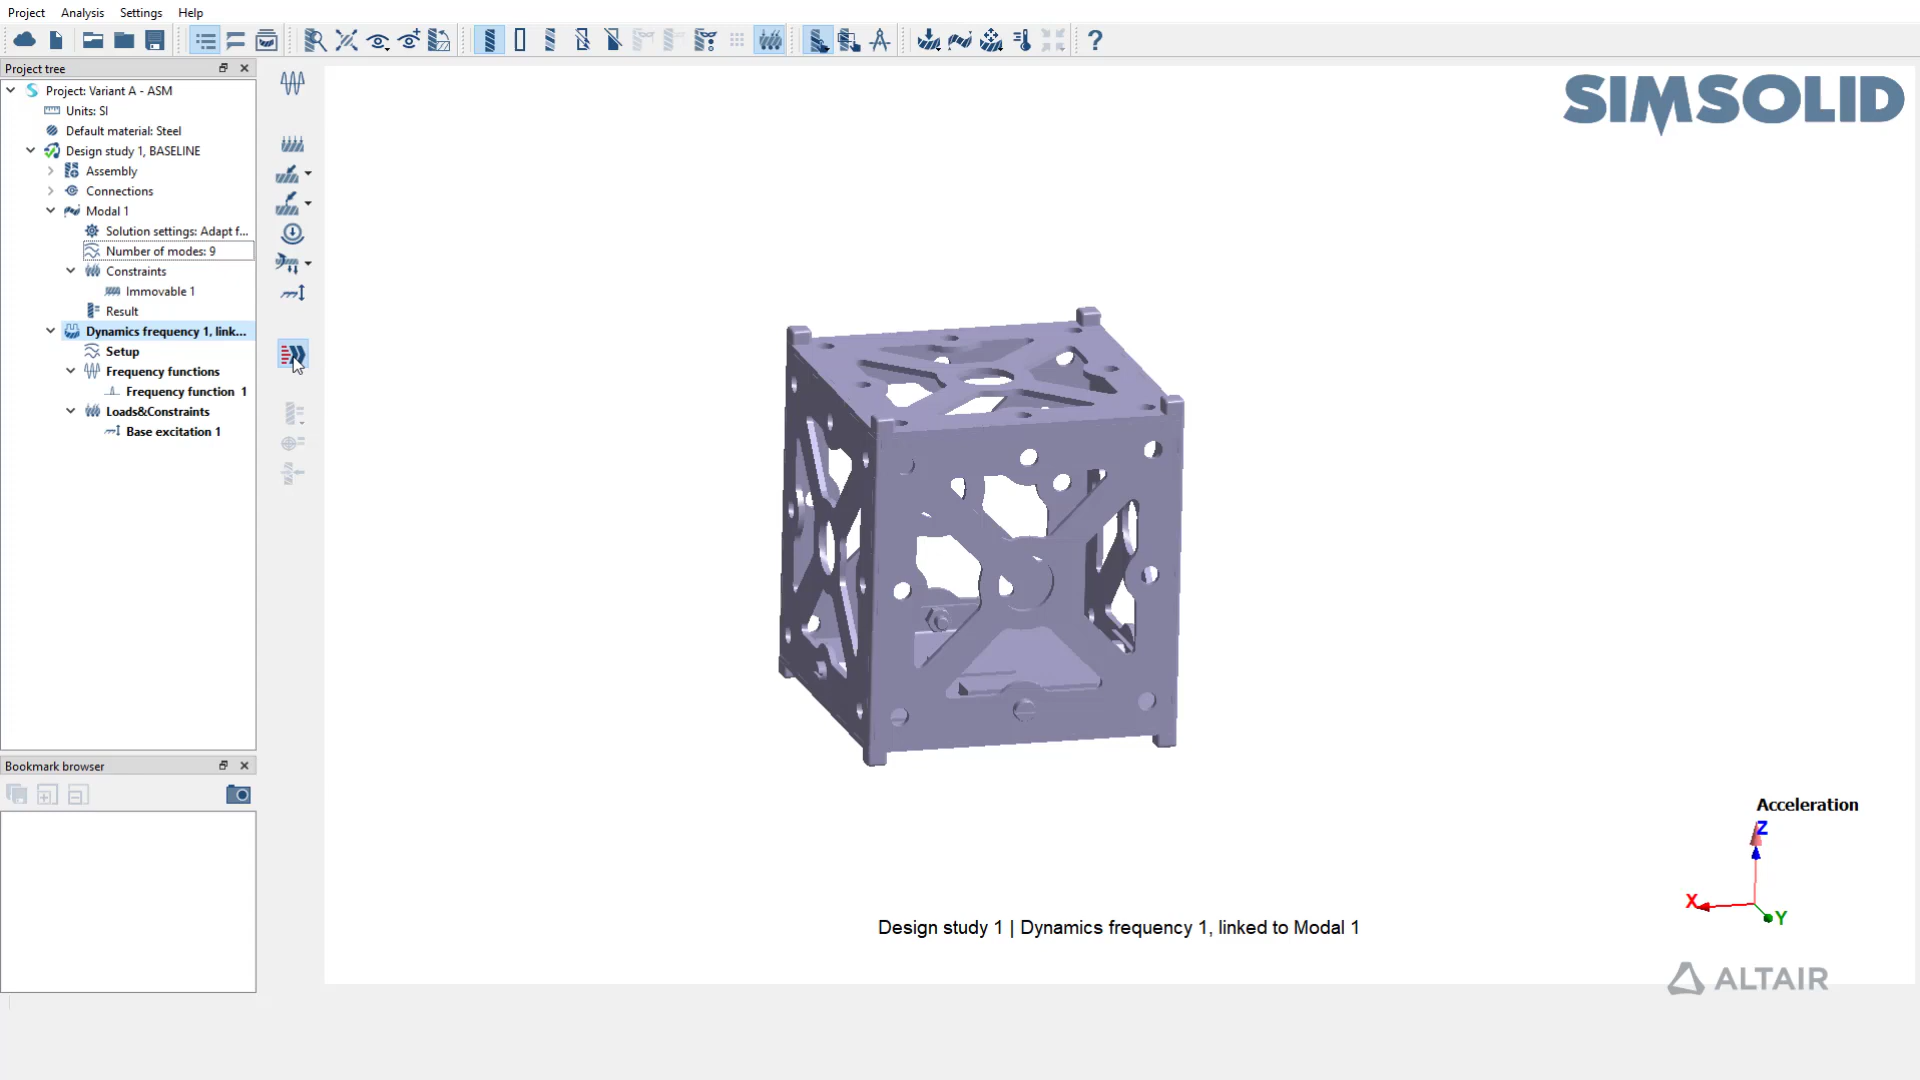 Project Analysis Settings Help
Project tree
Project: Variant A - ASM
Units: SI
Default material: Steel
Design study 1, BASELINE
Assembly
Connections
Modal 1
Solution settings: Adapt f...
Number of modes: 9
Constraints
Immovable 1
Result
Dynamics frequency 1, link...
Setup
Frequency functions
Frequency function 1
Loads&Constraints
Base excitation 1
Bookmark browser
SIMSOLID
Acceleration
Z
X
Y
Design study 1 | Dynamics frequency 1, linked to Modal 1
ALTAIR